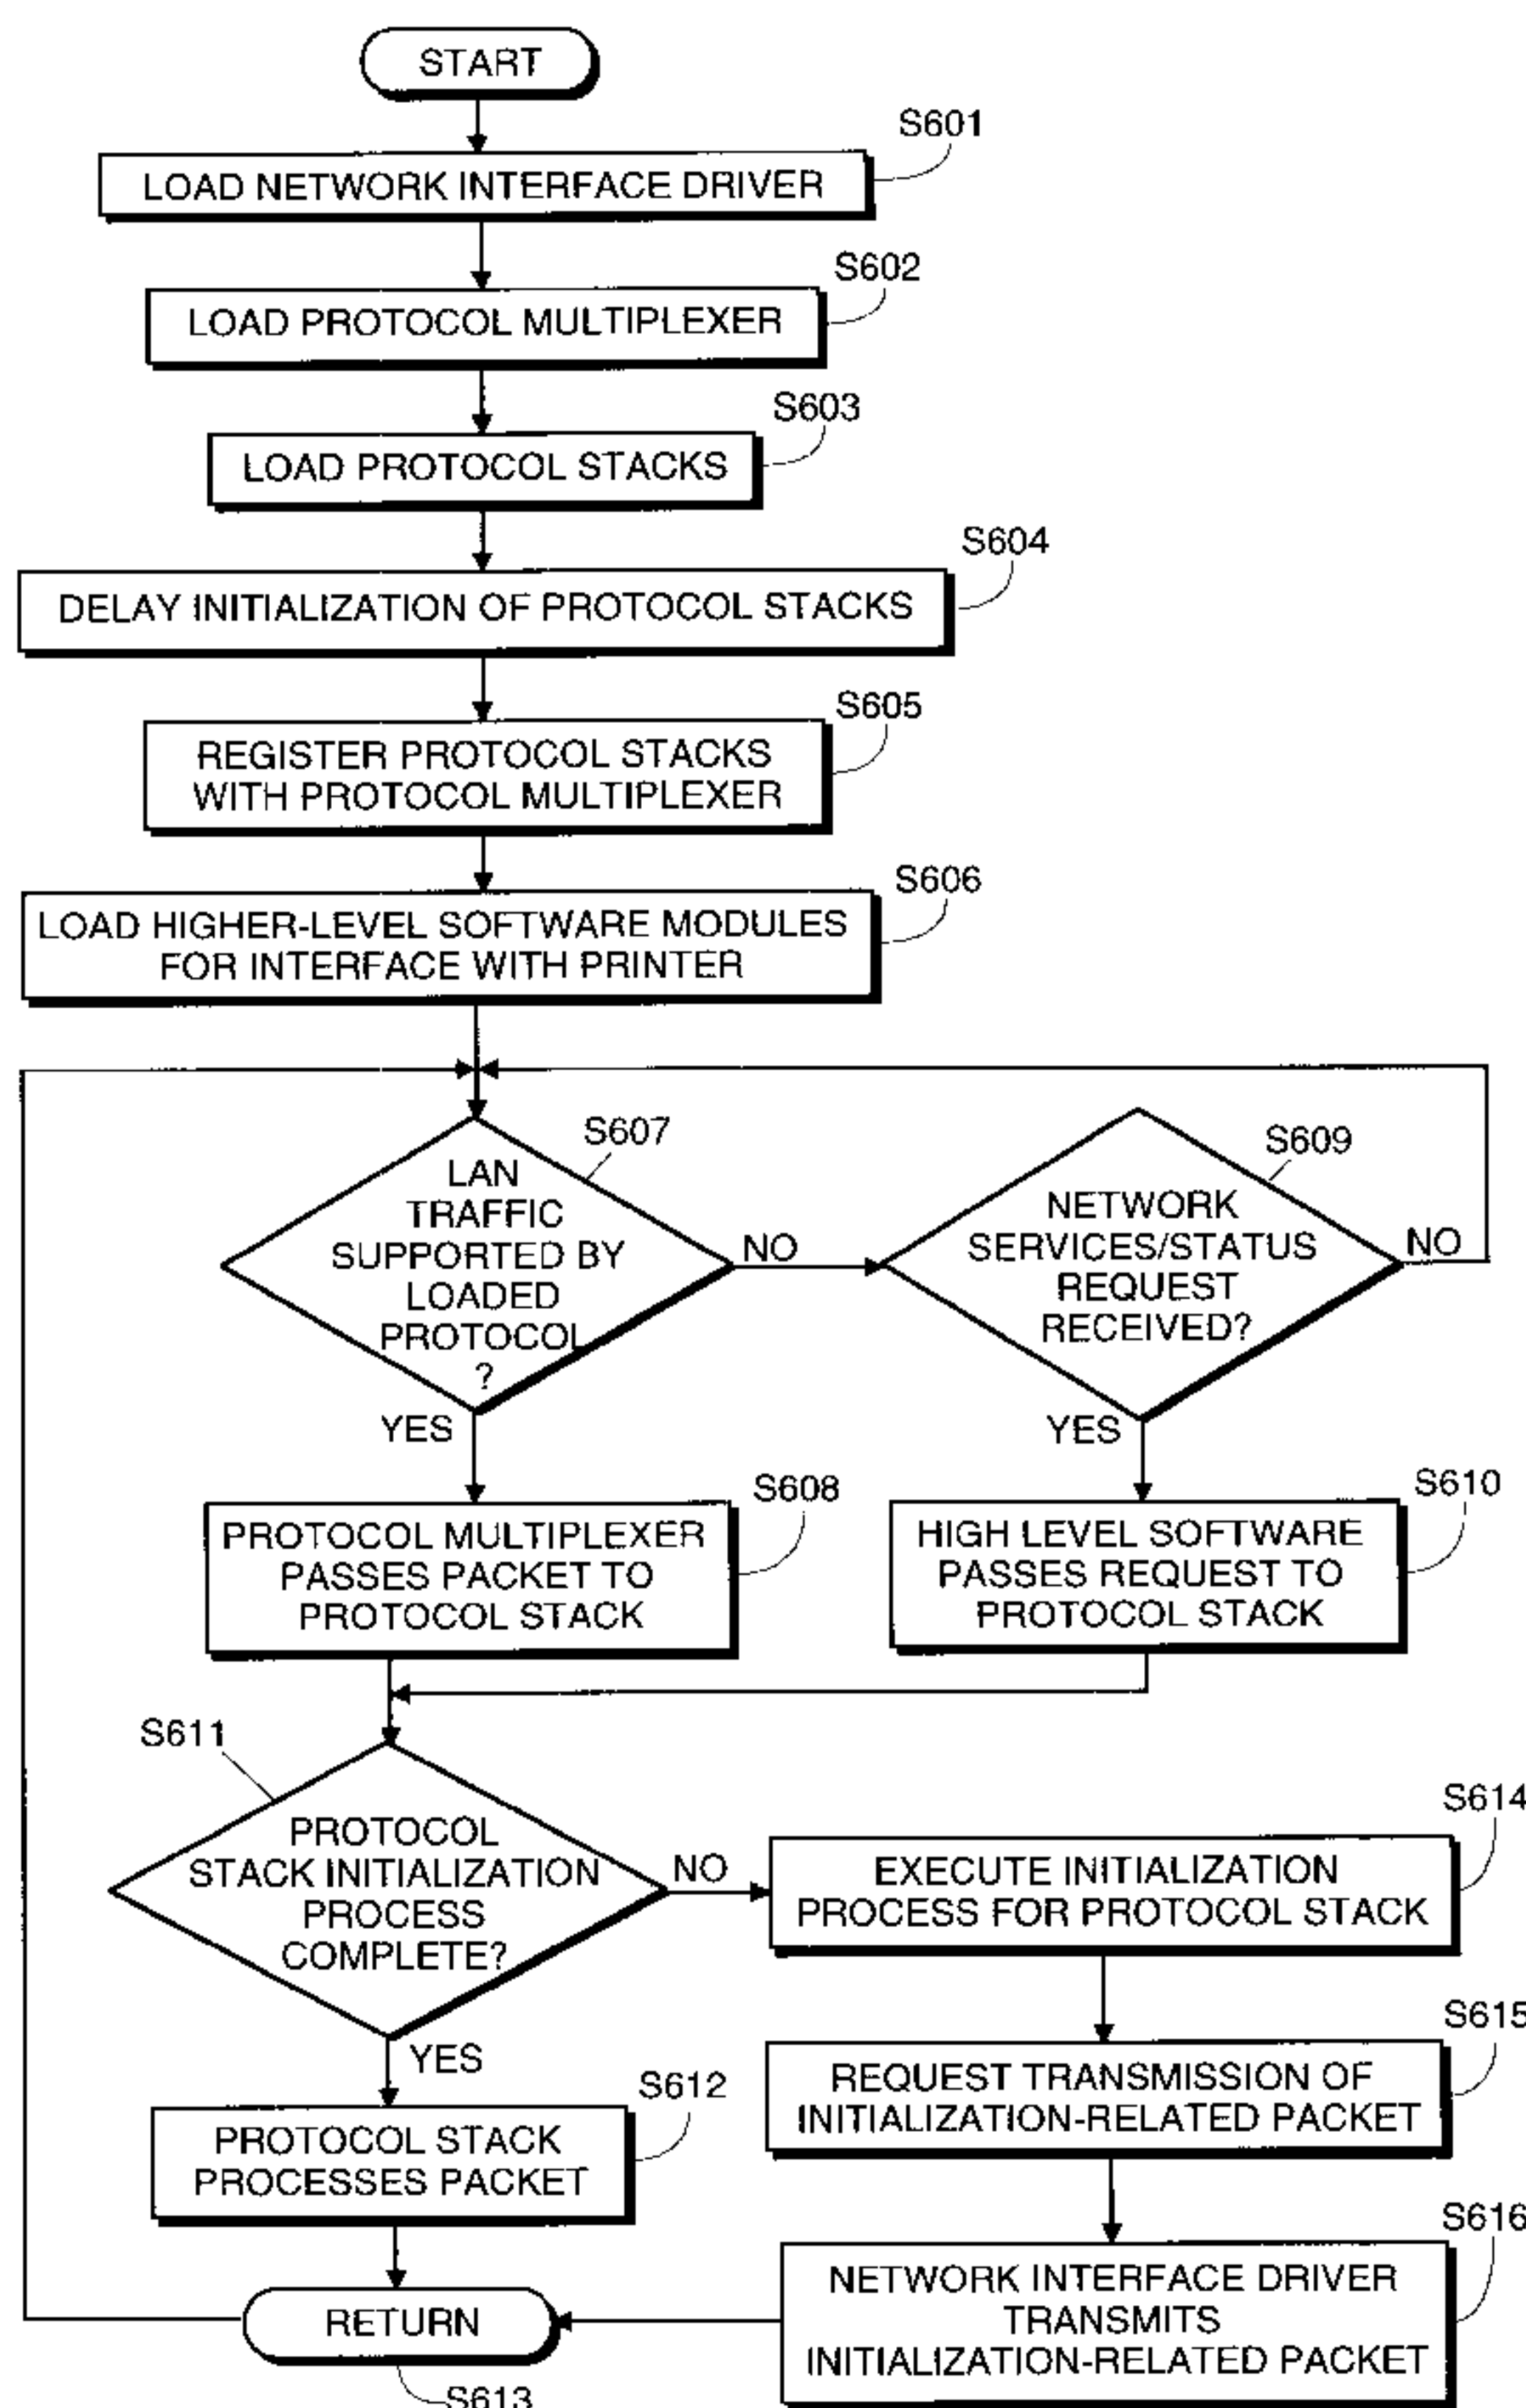 START
S601
LOAD NETWORK INTERFACE DRIVER
S602
LOAD PROTOCOL MULTIPLEXER
S603
LOAD PROTOCOL STACKS
S604
DELAY INITIALIZATION OF PROTOCOL STACKS
S605
REGISTER PROTOCOL STACKS
WITH PROTOCOL MULTIPLEXER
S606
LOAD HIGHER-LEVEL SOFTWARE MODULES
FOR INTERFACE WITH PRINTER
S607
LAN
TRAFFIC
SUPPORTED BY
LOADED
PROTOCOL
?
NO
YES
S609
NETWORK
SERVICES/STATUS
REQUEST
RECEIVED?
NO
YES
S608
PROTOCOL MULTIPLEXER
PASSES PACKET TO
PROTOCOL STACK
S610
HIGH LEVEL SOFTWARE
PASSES REQUEST TO
PROTOCOL STACK
S611
PROTOCOL
STACK INITIALIZATION
PROCESS
COMPLETE?
NO
YES
S614
EXECUTE INITIALIZATION
PROCESS FOR PROTOCOL STACK
S615
REQUEST TRANSMISSION OF
INITIALIZATION-RELATED PACKET
S612
PROTOCOL STACK
PROCESSES PACKET
S616
NETWORK INTERFACE DRIVER
TRANSMITS
INITIALIZATION-RELATED PACKET
RETURN
S613